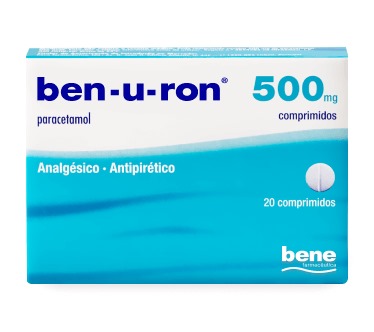 ben-u-ron® 500mg
paracetamol comprimidos
Analgésico · Antipirético
20 comprimidos
bene
farmacêutica